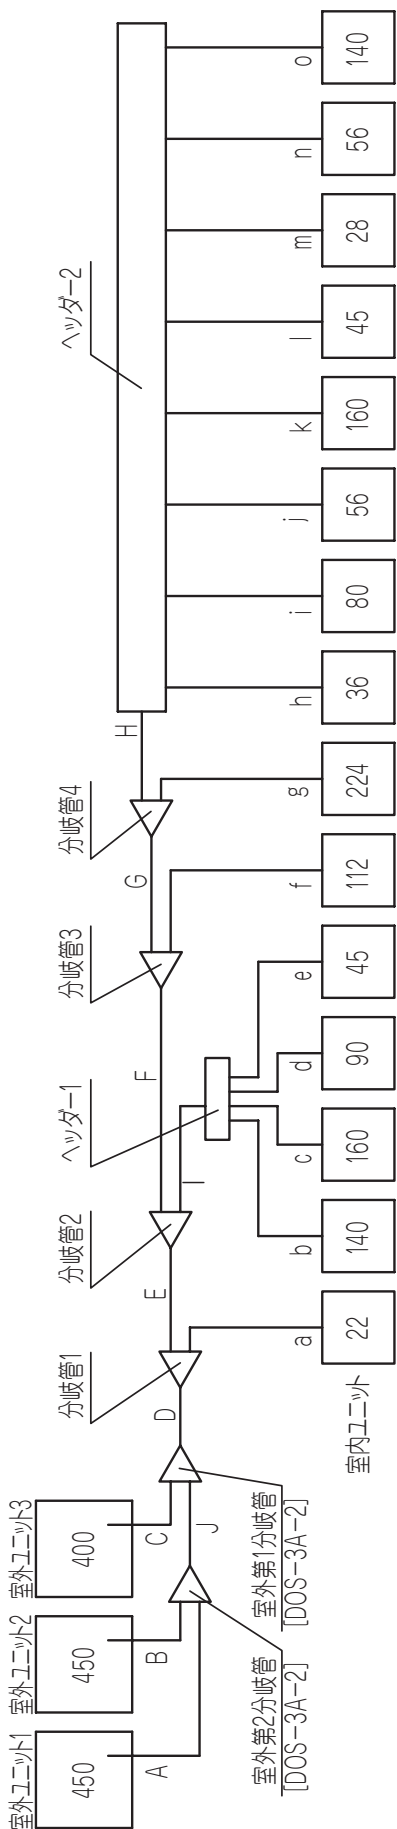 室外ユニット1
室外ユニット2
室外ユニット3
450
450
400
A
B
C
J
D
E
F
G
H
I
室外第2分岐管
[DOS-3A-2]
室外第1分岐管
[DOS-3A-2]
分岐管1
分岐管2
ヘッダー1
分岐管3
分岐管4
ヘッダー2
a
b
c
d
e
f
g
h
i
j
k
l
m
n
o
室内ユニット
22
140
160
90
45
112
224
36
80
56
160
45
28
56
140